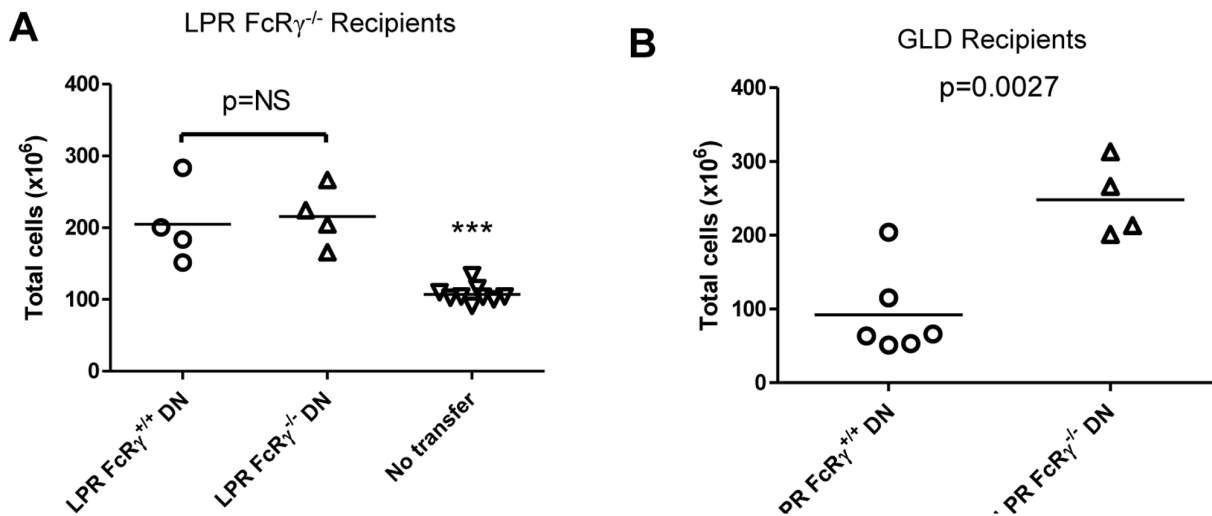 A
LPR FcRγ-/- Recipients
p=NS
***
Total cells (x10⁶)
400
300
200
100
0
LPR FcRγ+/+ DN
LPR FcRγ-/- DN
No transfer
B
GLD Recipients
p=0.0027
Total cells (x10⁶)
400
300
200
100
0
PR FcRγ+/+ DN
LPR FcRγ-/- DN